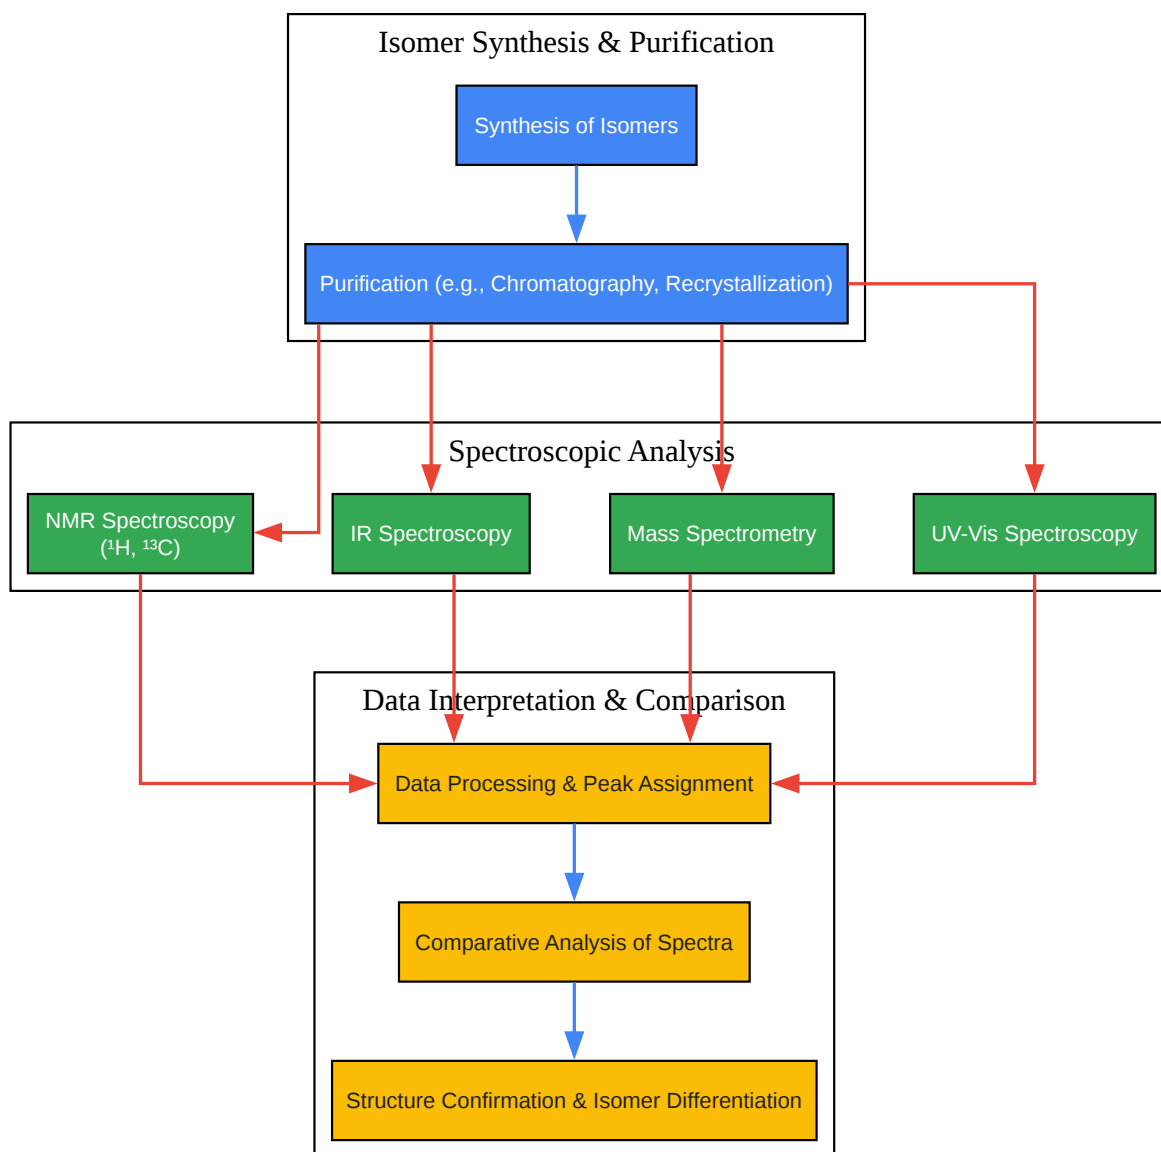 Isomer Synthesis & Purification
Synthesis of Isomers
Purification (e.g., Chromatography, Recrystallization)
Spectroscopic Analysis
NMR Spectroscopy
(¹H, ¹³C)
IR Spectroscopy
Mass Spectrometry
UV-Vis Spectroscopy
Data Interpretation & Comparison
Data Processing & Peak Assignment
Comparative Analysis of Spectra
Structure Confirmation & Isomer Differentiation